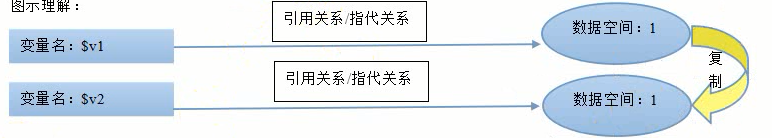 图示理解：
引用关系/指代关系
变量名：$v1
数据空间：1
复制
引用关系/指代关系
变量名：$v2
数据空间：1